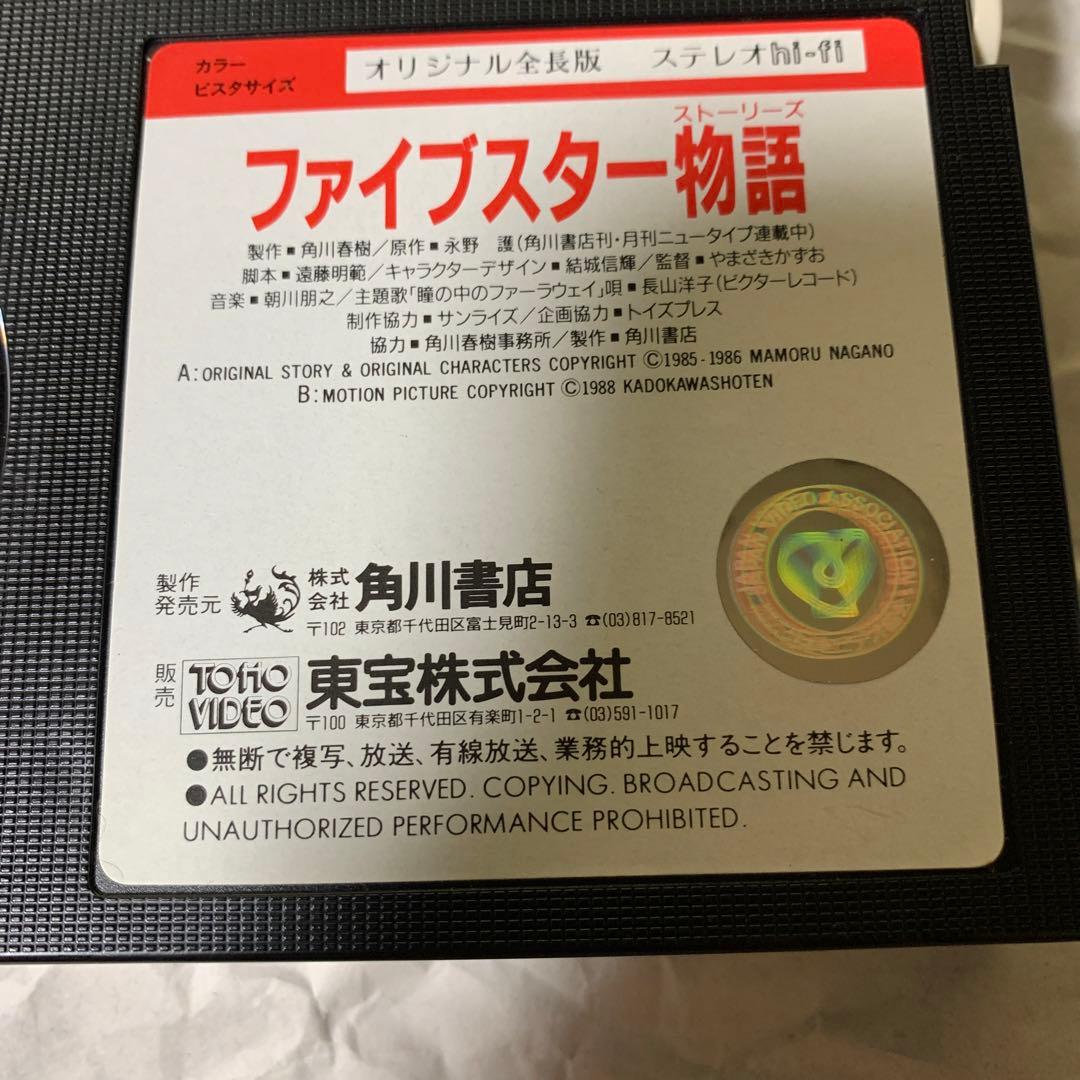 カラー
ビスタサイズ
オリジナル全長版 ステレオhi-fi
ストーリーズ
ファイブスター物語
製作■角川春樹/原作■永野 護(角川書店刊・月刊ニュータイプ連載中)
脚本■遠藤明範/キャラクターデザイン■結城信輝/監督■やまざきかずお
音楽■朝川朋之/主題歌「瞳の中のファーラウェイ」唄■長山洋子(ビクターレコード)
制作協力■サンライズ/企画協力■トイズプレス
協力■角川春樹事務所/製作■角川書店
A:ORIGINAL STORY & ORIGINAL CHARACTERS COPYRIGHT ©1985-1986 MAMORU NAGANO
B:MOTION PICTURE COPYRIGHT ©1988 KADOKAWASHOTEN
JAPAN VIDEO ASSOCIATION
製作
発売元
株式会社 角川書店
〒102 東京都千代田区富士見町2-13-3 ☎(03)817-8521
販売
TOHO VIDEO
東宝株式会社
〒100 東京都千代田区有楽町1-2-1 ☎(03)591-1017
●無断で複写、放送、有線放送、業務的上映することを禁じます。
●ALL RIGHTS RESERVED. COPYING. BROADCASTING AND
UNAUTHORIZED PERFORMANCE PROHIBITED.